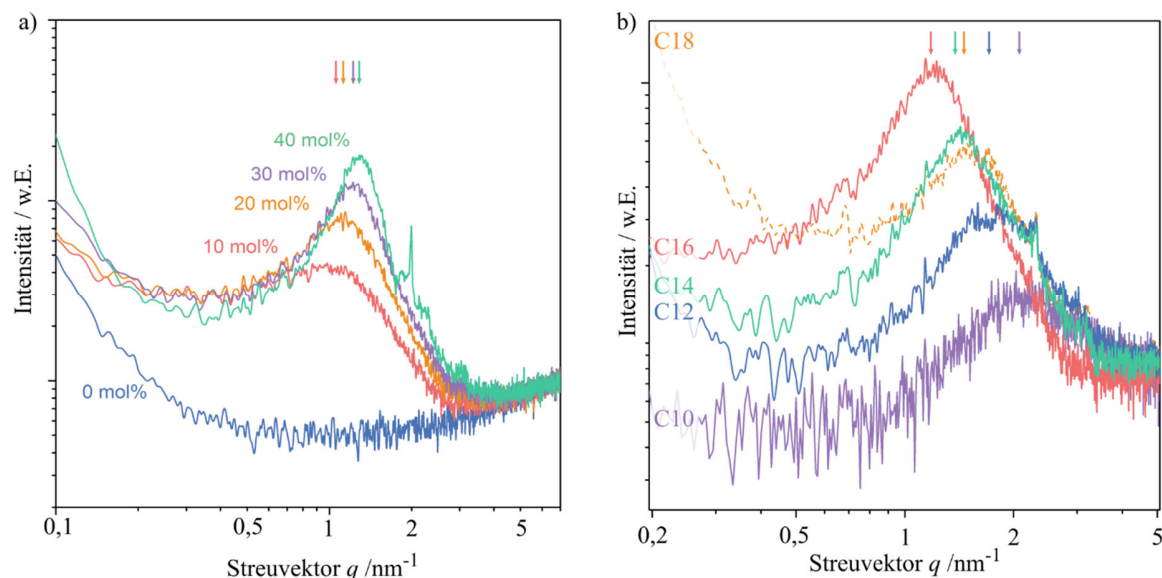 a)
Intensität / w.E.
40 mol%
30 mol%
20 mol%
10 mol%
0 mol%
0,1
0,5
1
2
5
Streuvektor q /nm-1
b)
Intensität / w.E.
C18
C16
C14
C12
C10
0,2
0,5
1
2
5
Streuvektor q /nm-1